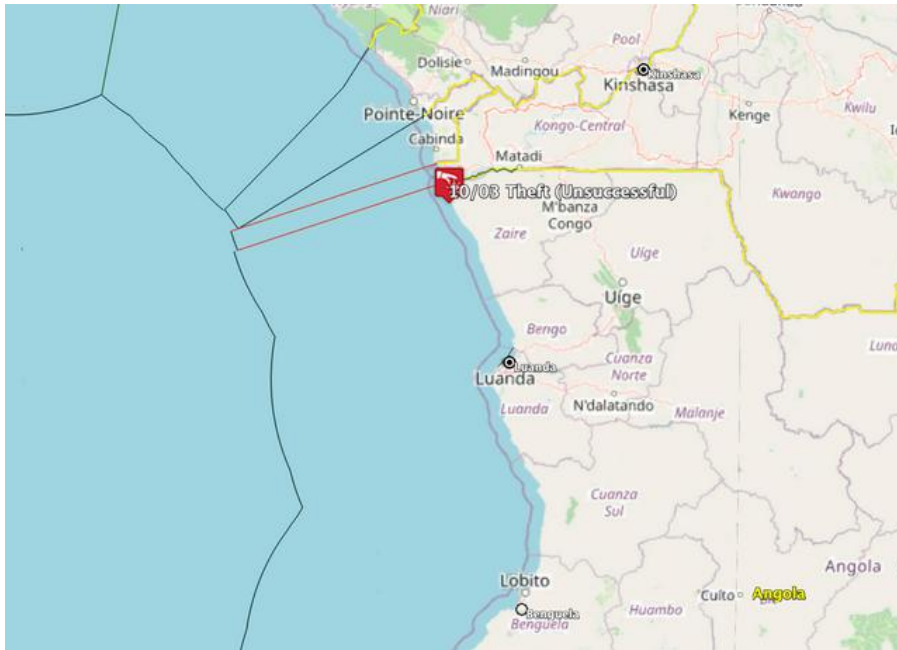 Niari
Pool
Dolisie
Madingou
Kinshasa
Kinshasa
Pointe-Noire
Kenge
Kwilu
Kongo-Central
Cabinda
Matadi
10/03 Theft (Unsuccessful)
Kwango
M'banza
Congo
Zaire
Uíge
Uíge
Bengo
Luanda
Cuanza
Norte
Luanda
N'dalatando
Luanda
Malanje
Cuanza
Sul
Angola
Lobito
Cuíto
Angola
Benguela
Huambo
Benguela